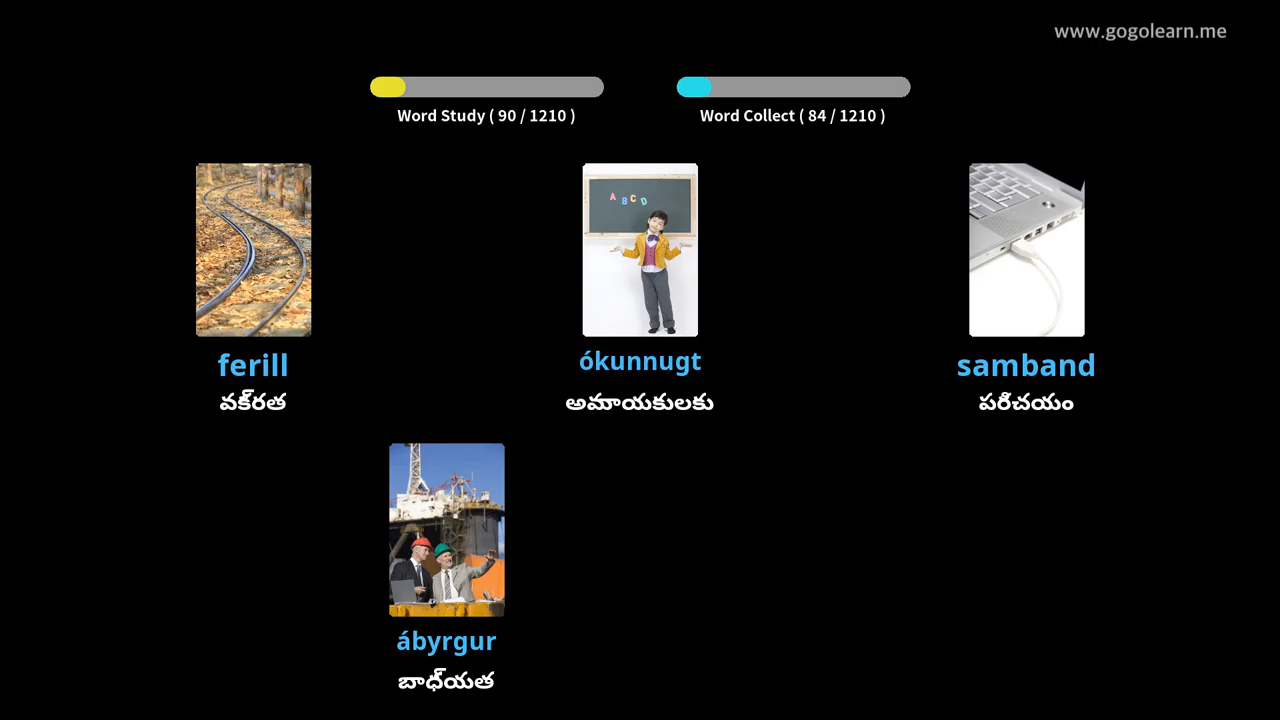 www.gogolearn.me
Word Study ( 90 / 1210 )
Word Collect ( 84 / 1210 )
A B C D
ferill
వక్రత
ókunnugt
అమాయకులకు
samband
పరిచయం
ábyrgur
బాధ్యత